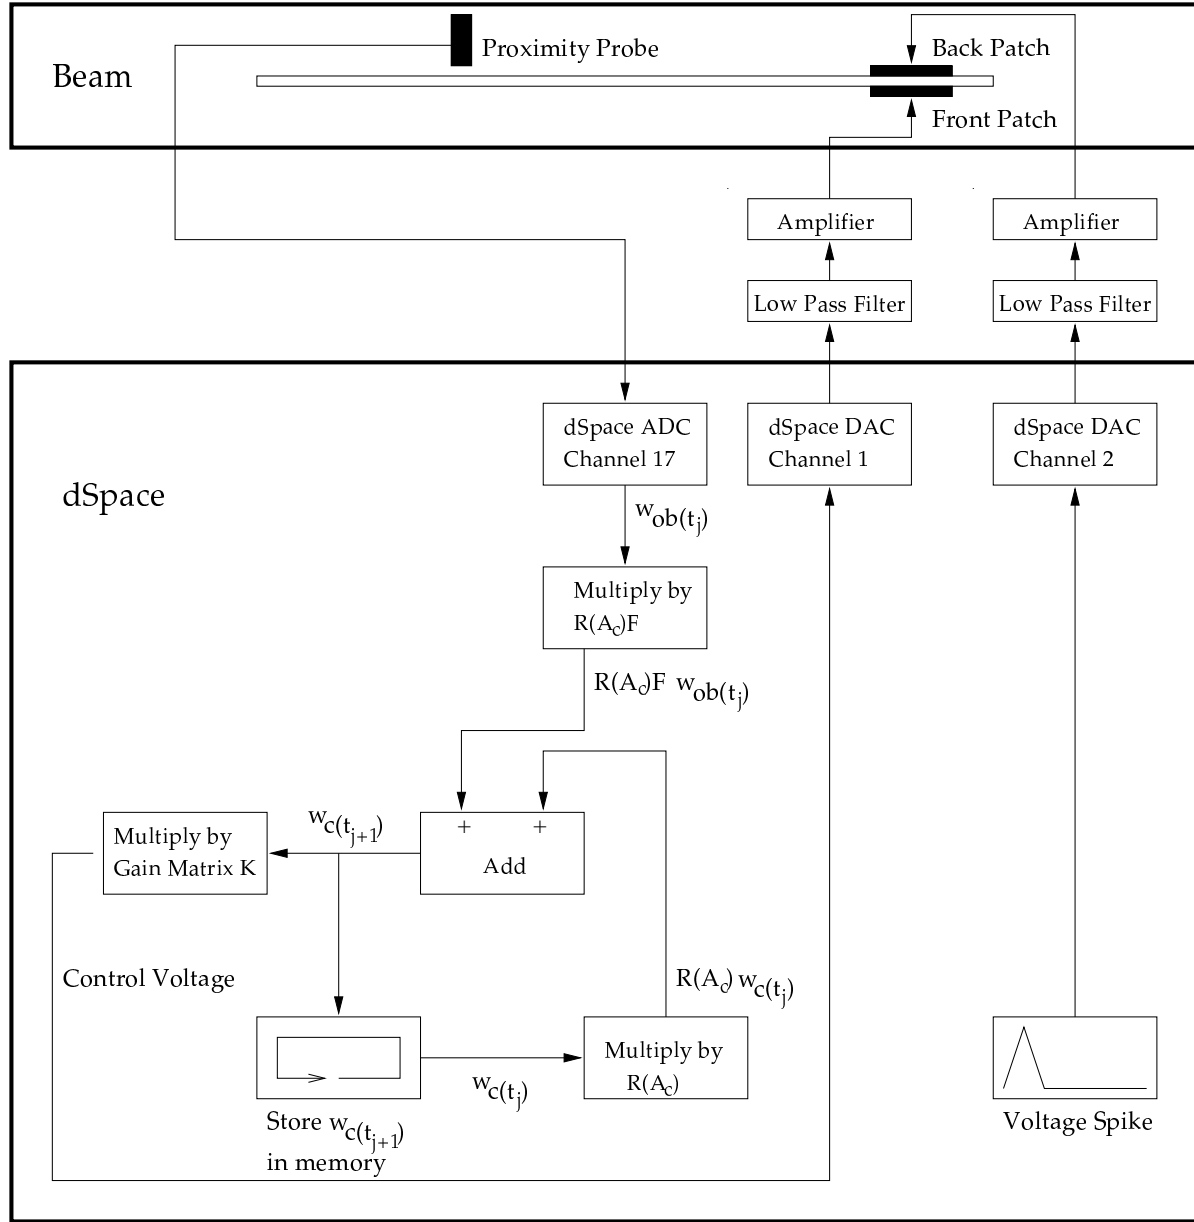 Proximity Probe
Back Patch
Beam
Front Patch
Amplifier
Amplifier
Low Pass Filter
Low Pass Filter
dSpace ADC
Channel 17
dSpace DAC
Channel 1
dSpace DAC
Channel 2
dSpace
w_ob(t_j)
Multiply by
R(A_c)F
R(A_c)F w_ob(t_j)
w_c(t_{j+1})
+ +
Multiply by
Gain Matrix K
Add
Control Voltage
R(A_c) w_c(t_j)
Multiply by
R(A_c)
w_c(t_j)
Store w_c(t_{j+1})
in memory
Voltage Spike